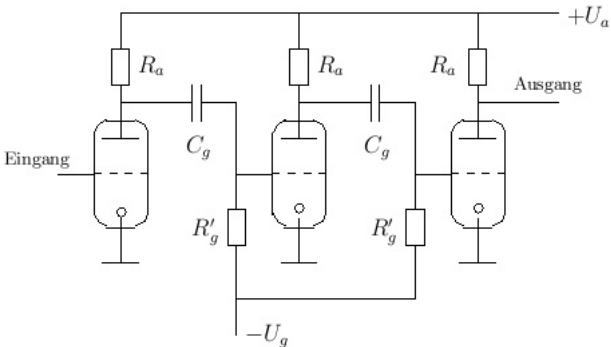 +U_a
R_a
R_a
R_a
Ausgang
C_g
C_g
Eingang
R'_g
R'_g
−U_g